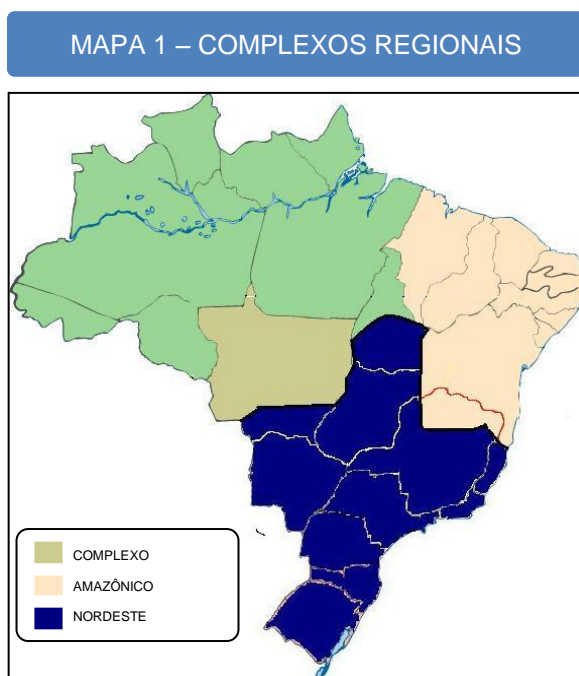 MAPA 1 – COMPLEXOS REGIONAIS
COMPLEXO
AMAZÔNICO
NORDESTE